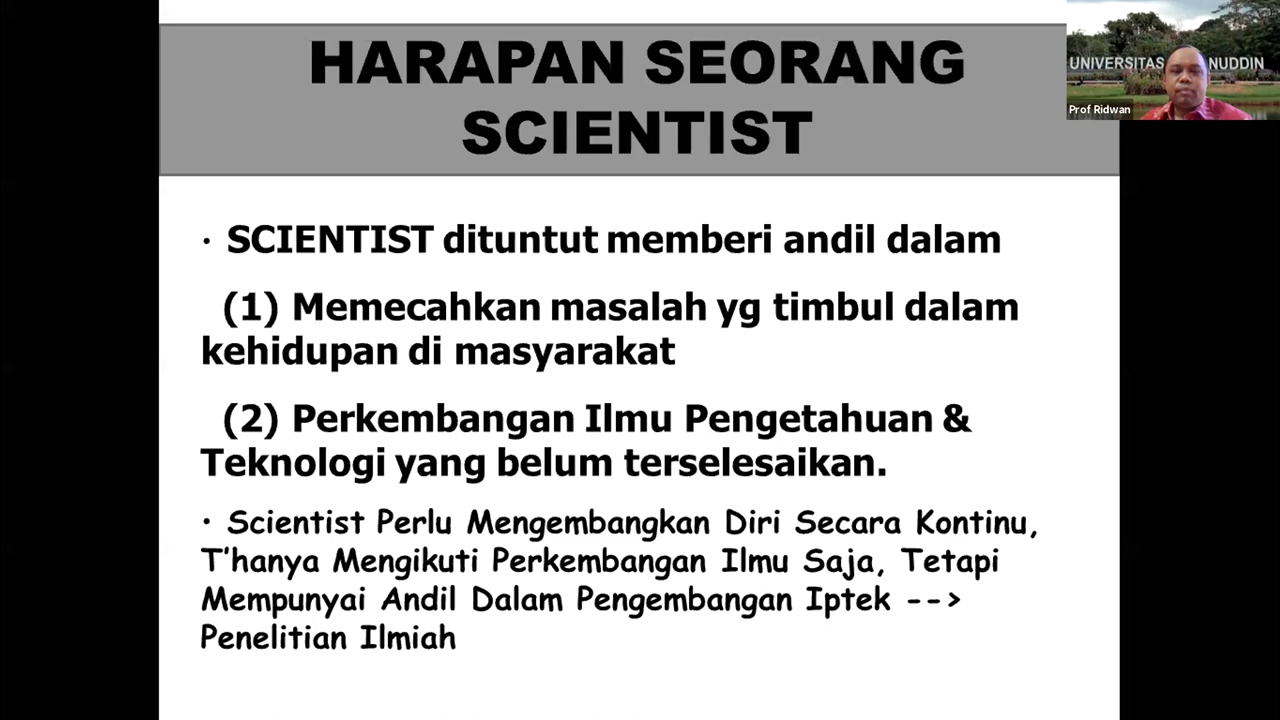 HARAPAN SEORANG
SCIENTIST
UNIVERSITAS NUDDIN
Prof Ridwan
• SCIENTIST dituntut memberi andil dalam
(1) Memecahkan masalah yg timbul dalam
kehidupan di masyarakat
(2) Perkembangan Ilmu Pengetahuan &
Teknologi yang belum terselesaikan.
• Scientist Perlu Mengembangkan Diri Secara Kontinu,
T'hanya Mengikuti Perkembangan Ilmu Saja, Tetapi
Mempunyai Andil Dalam Pengembangan Iptek -->
Penelitian Ilmiah